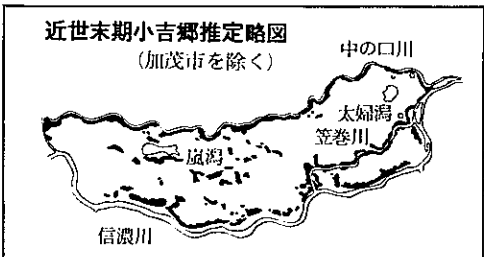 近世末期小吉郷推定略図
(加茂市を除く)
中の口川
太婦潟
笠巻川
嵐潟
信濃川